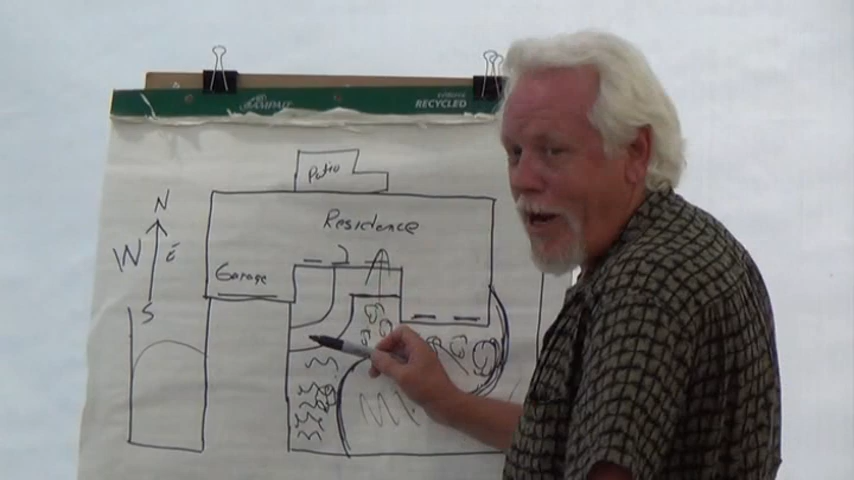 RECYCLED
Patio
N
Residence
W
E
Garage
S